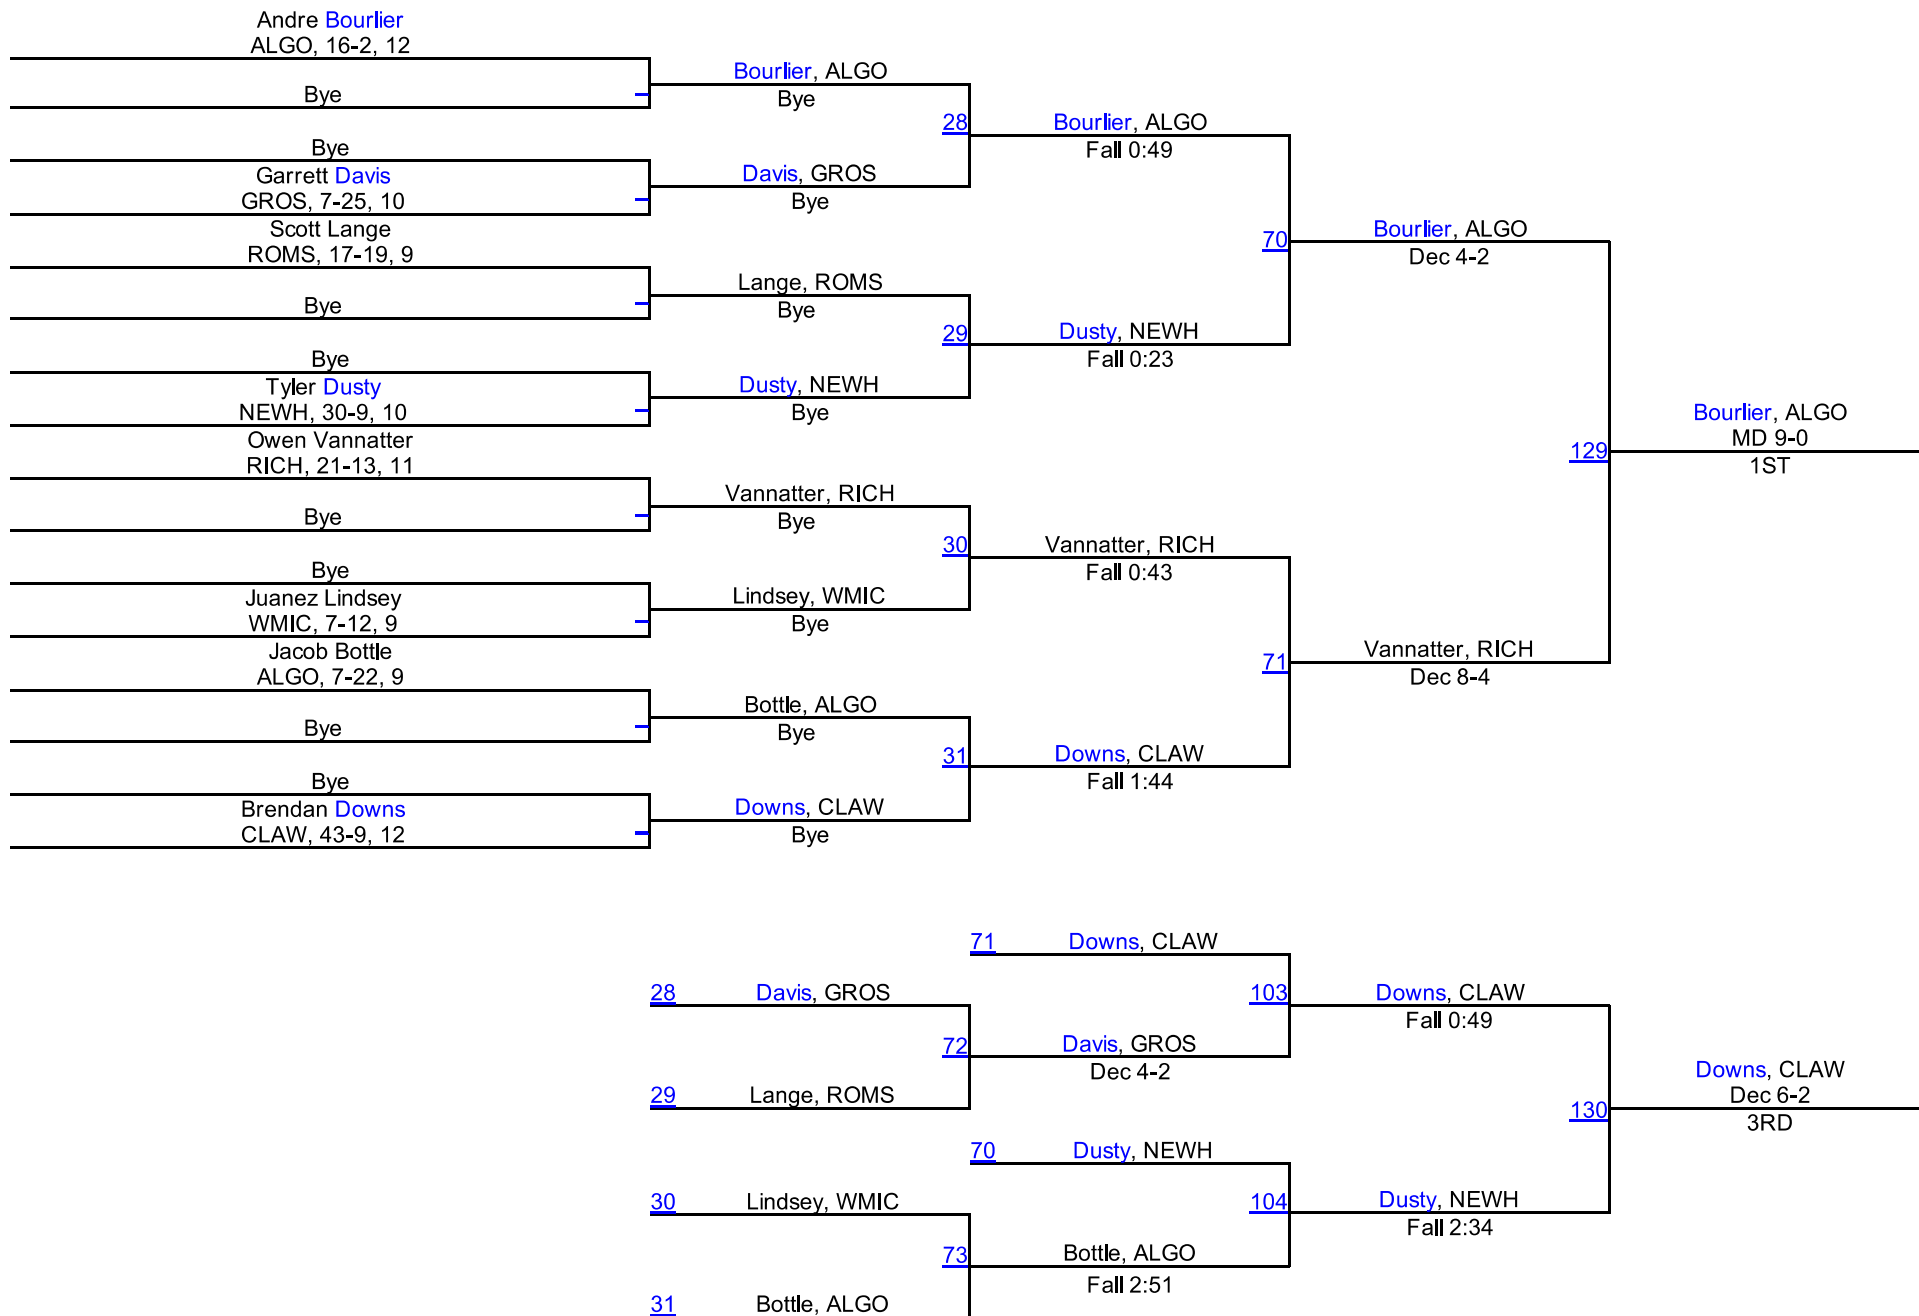 Andre Bourlier
ALGO, 16-2, 12
Bye
Bye
Garrett Davis
GROS, 7-25, 10
Scott Lange
ROMS, 17-19, 9
Bye
Bye
Tyler Dusty
NEWH, 30-9, 10
Owen Vannatter
RICH, 21-13, 11
Bye
Bye
Juanez Lindsey
WMIC, 7-12, 9
Jacob Bottle
ALGO, 7-22, 9
Bye
Bye
Brendan Downs
CLAW, 43-9, 12
Bourlier, ALGO
Bye
28
Davis, GROS
Bye
Lange, ROMS
Bye
29
Dusty, NEWH
Bye
Vannatter, RICH
Bye
30
Lindsey, WMIC
Bye
Bottle, ALGO
Bye
31
Downs, CLAW
Bye
Bourlier, ALGO
Fall 0:49
70
Dusty, NEWH
Fall 0:23
Vannatter, RICH
Fall 0:43
71
Downs, CLAW
Fall 1:44
Bourlier, ALGO
Dec 4-2
129
Vannatter, RICH
Dec 8-4
Bourlier, ALGO
MD 9-0
1ST
28 Davis, GROS
72
29 Lange, ROMS
30 Lindsey, WMIC
73
31 Bottle, ALGO
71 Downs, CLAW
103
Davis, GROS
Dec 4-2
70 Dusty, NEWH
104
Bottle, ALGO
Fall 2:51
Downs, CLAW
Fall 0:49
130
Dusty, NEWH
Fall 2:34
Downs, CLAW
Dec 6-2
3RD